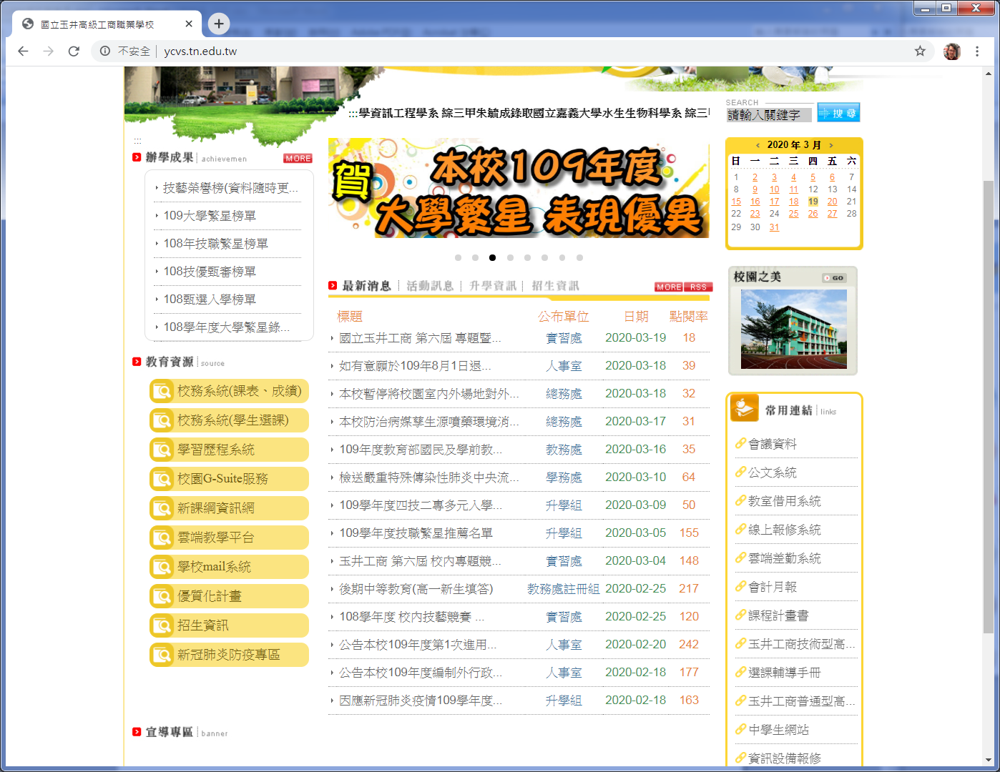 國立玉井高級工商職業學校
不安全
ycvs.tn.edu.tw
:::學資訊工程學系 綜三甲朱毓成錄取國立嘉義大學水生生物科學系 綜三
SEARCH
請輸入關鍵字
搜尋
:::
辦學成果 achievemen
MORE
技藝榮譽榜(資料隨時更...
109大學繁星榜單
108年技職繁星榜單
108技優甄審榜單
108甄選入學榜單
108學年度大學繁星錄...
教育資源 source
校務系統(課表、成績)
校務系統(學生選課)
學習歷程系統
校園G-Suite服務
新課綱資訊網
雲端教學平台
學校mail系統
優質化計畫
招生資訊
新冠肺炎防疫專區
宣導專區 banner
賀
本校109年度
大學繁星 表現優異
最新消息 活動訊息 升學資訊 招生資訊
MORE RSS
標題 公布單位 日期 點閱率
國立玉井工商 第六屆 專題暨... 實習處 2020-03-19 18
如有意願於109年8月1日退... 人事室 2020-03-18 39
本校暫停將校園室內外場地對外... 總務處 2020-03-18 32
本校防治病媒孳生源噴藥環境消... 總務處 2020-03-17 31
109年度教育部國民及學前教... 教務處 2020-03-16 35
檢送嚴重特殊傳染性肺炎中央流... 學務處 2020-03-10 64
109學年度四技二專多元入學... 升學組 2020-03-09 50
109學年度技職繁星推薦名單 升學組 2020-03-05 155
玉井工商 第六屆 校內專題競... 實習處 2020-03-04 148
後期中等教育(高一新生填答) 教務處註冊組 2020-02-25 217
108學年度 校內技藝競賽 ... 實習處 2020-02-25 120
公告本校109年度第1次進用... 人事室 2020-02-20 242
公告本校109年度編制外行政... 人事室 2020-02-18 177
因應新冠肺炎疫情109學年度... 升學組 2020-02-18 163
2020 年 3 月
日 一 二 三 四 五 六
1 2 3 4 5 6 7
8 9 10 11 12 13 14
15 16 17 18 19 20 21
22 23 24 25 26 27 28
29 30 31
校園之美
GO
常用連結 links
會議資料
公文系統
教室借用系統
線上報修系統
雲端差勤系統
會計月報
課程計畫書
玉井工商技術型高...
選課輔導手冊
玉井工商普通型高...
中學生網站
資訊設備報修